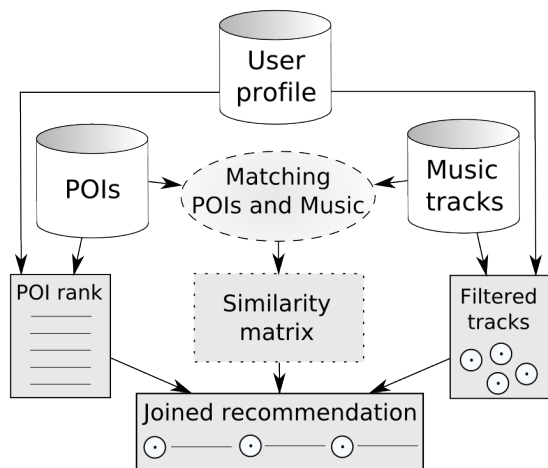 User
profile
POIs
Matching
POIs and Music
Music
tracks
POI rank
Similarity
matrix
Filtered
tracks
Joined recommendation